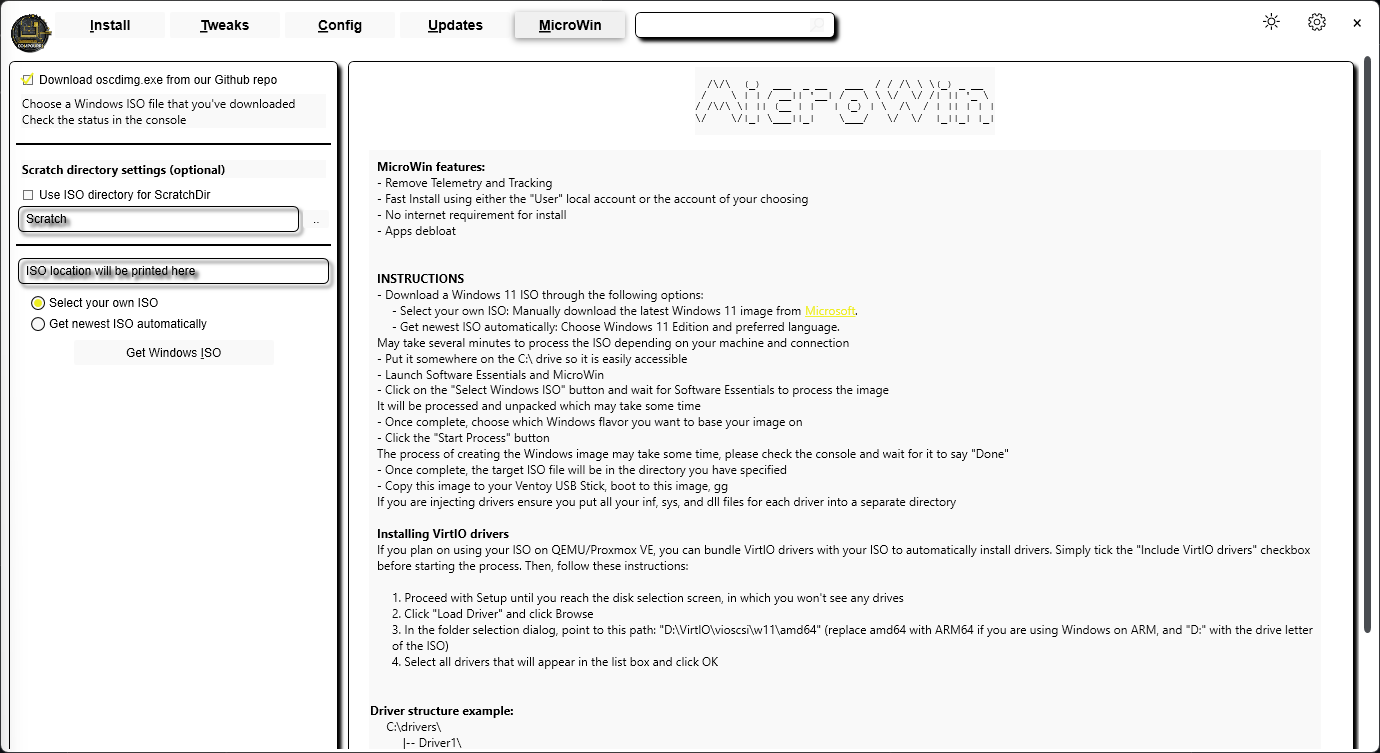 Install
Tweaks
Config
Updates
MicroWin
Download oscdimg.exe from our Github repo
Choose a Windows ISO file that you've downloaded
Check the status in the console
Scratch directory settings (optional)
Use ISO directory for ScratchDir
Scratch
..
ISO location will be printed here
Select your own ISO
Get newest ISO automatically
Get Windows ISO
MicroWin
MicroWin features:
- Remove Telemetry and Tracking
- Fast Install using either the "User" local account or the account of your choosing
- No internet requirement for install
- Apps debloat
INSTRUCTIONS
- Download a Windows 11 ISO through the following options:
- Select your own ISO: Manually download the latest Windows 11 image from Microsoft.
- Get newest ISO automatically: Choose Windows 11 Edition and preferred language.
May take several minutes to process the ISO depending on your machine and connection
- Put it somewhere on the C:\ drive so it is easily accessible
- Launch Software Essentials and MicroWin
- Click on the "Select Windows ISO" button and wait for Software Essentials to process the image
It will be processed and unpacked which may take some time
- Once complete, choose which Windows flavor you want to base your image on
- Click the "Start Process" button
The process of creating the Windows image may take some time, please check the console and wait for it to say "Done"
- Once complete, the target ISO file will be in the directory you have specified
- Copy this image to your Ventoy USB Stick, boot to this image, gg
If you are injecting drivers ensure you put all your inf, sys, and dll files for each driver into a separate directory
Installing VirtIO drivers
If you plan on using your ISO on QEMU/Proxmox VE, you can bundle VirtIO drivers with your ISO to automatically install drivers. Simply tick the "Include VirtIO drivers" checkbox
before starting the process. Then, follow these instructions:
1. Proceed with Setup until you reach the disk selection screen, in which you won't see any drives
2. Click "Load Driver" and click Browse
3. In the folder selection dialog, point to this path: "D:\VirtIO\vioscsi\w11\amd64" (replace amd64 with ARM64 if you are using Windows on ARM, and "D:" with the drive letter
of the ISO)
4. Select all drivers that will appear in the list box and click OK
Driver structure example:
C:\drivers\
|-- Driver1\